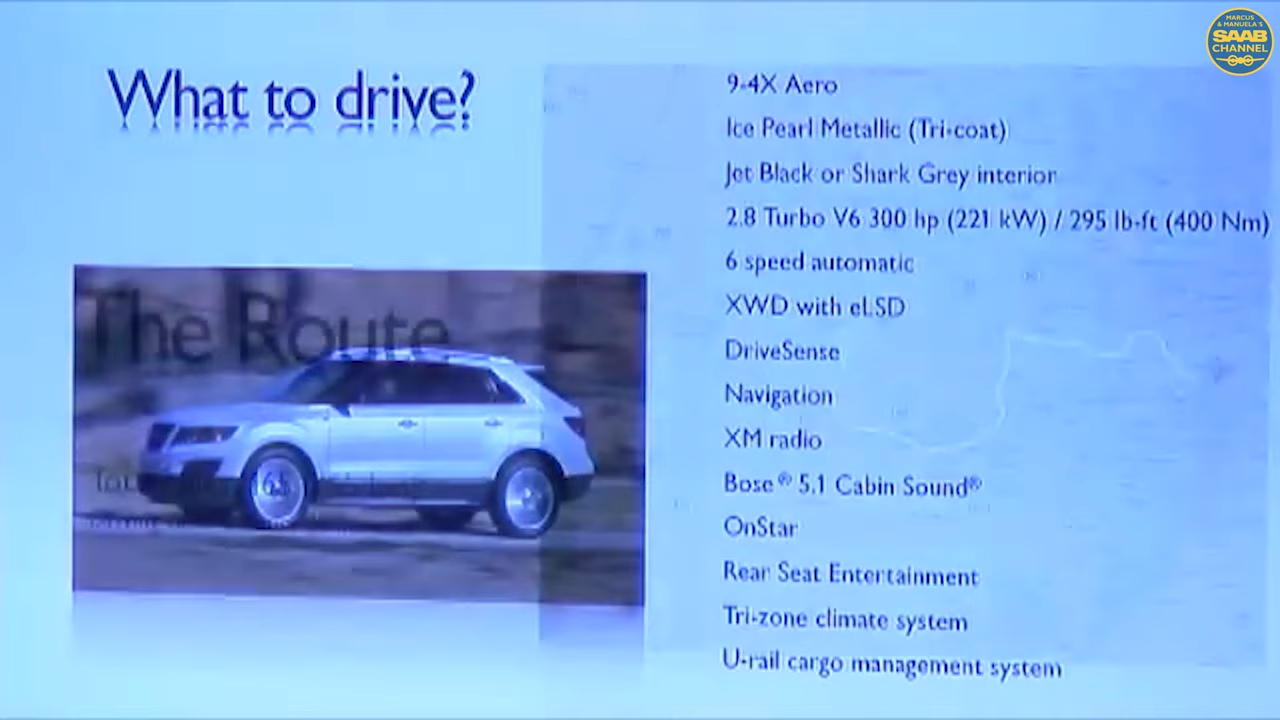 MARCUS
& MANUELA'S
SAAB
CHANNEL
What to drive?
The Route
9-4X Aero
Ice Pearl Metallic (Tri-coat)
Jet Black or Shark Grey interior
2.8 Turbo V6 300 hp (221 kW) / 295 lb-ft (400 Nm)
6 speed automatic
XWD with eLSD
DriveSense
Navigation
XM radio
Bose® 5.1 Cabin Sound®
OnStar
Rear Seat Entertainment
Tri-zone climate system
U-rail cargo management system